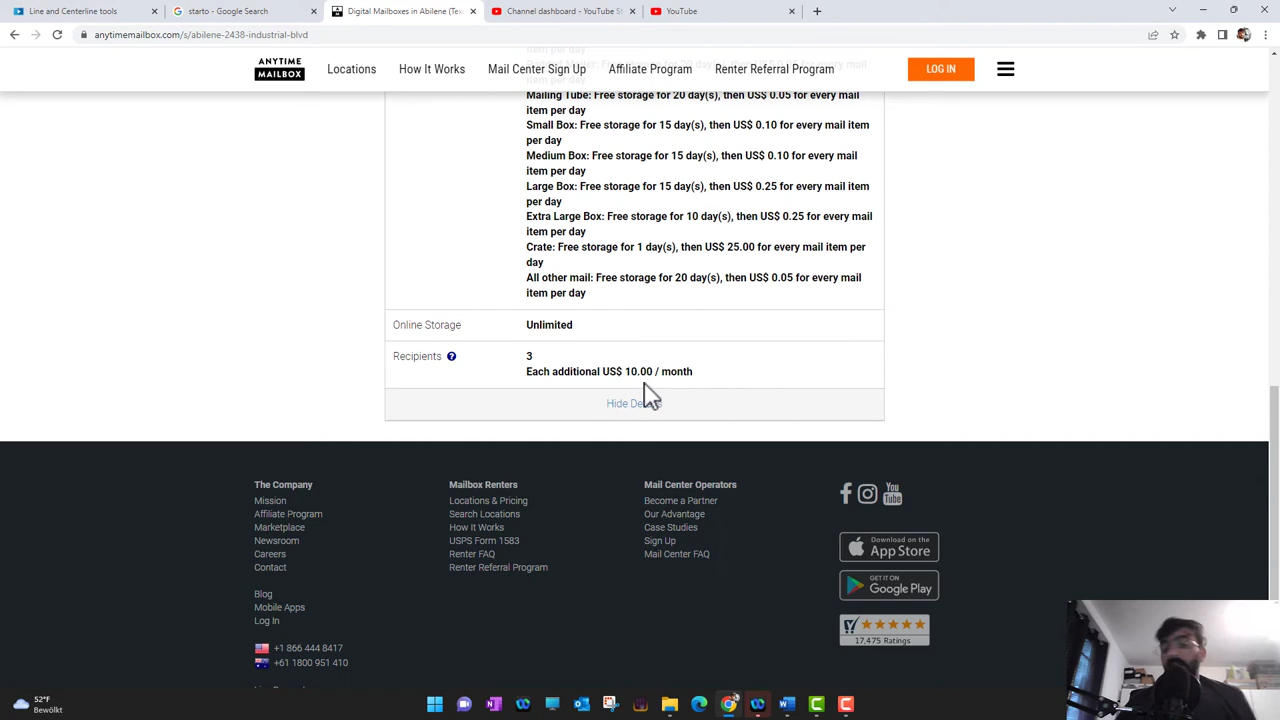 Line and Centerline tools
starto - Google Search
Digital Mailboxes in Abilene (Tex
Channel dashboard - YouTube S
YouTube
anytimemailbox.com/s/abilene-2438-industrial-blvd
ANYTIME
MAILBOX
Locations
How It Works
Mail Center Sign Up
Affiliate Program
Renter Referral Program
LOG IN
item per day
Mailing Tube: Free storage for 20 day(s), then US$ 0.05 for every mail
item per day
Small Box: Free storage for 15 day(s), then US$ 0.10 for every mail item
per day
Medium Box: Free storage for 15 day(s), then US$ 0.10 for every mail
item per day
Large Box: Free storage for 15 day(s), then US$ 0.25 for every mail item
per day
Extra Large Box: Free storage for 10 day(s), then US$ 0.25 for every mail
item per day
Crate: Free storage for 1 day(s), then US$ 25.00 for every mail item per
day
All other mail: Free storage for 20 day(s), then US$ 0.05 for every mail
item per day
Online Storage
Unlimited
Recipients ?
3
Each additional US$ 10.00 / month
Hide Details
The Company
Mission
Affiliate Program
Marketplace
Newsroom
Careers
Contact
Blog
Mobile Apps
Log In
+1 866 444 8417
+61 1800 951 410
Mailbox Renters
Locations & Pricing
Search Locations
How It Works
USPS Form 1583
Renter FAQ
Renter Referral Program
Mail Center Operators
Become a Partner
Our Advantage
Case Studies
Sign Up
Mail Center FAQ
You
Tube
Download on the
App Store
GET IT ON
Google Play
17,475 Ratings
52°F
Bewölkt